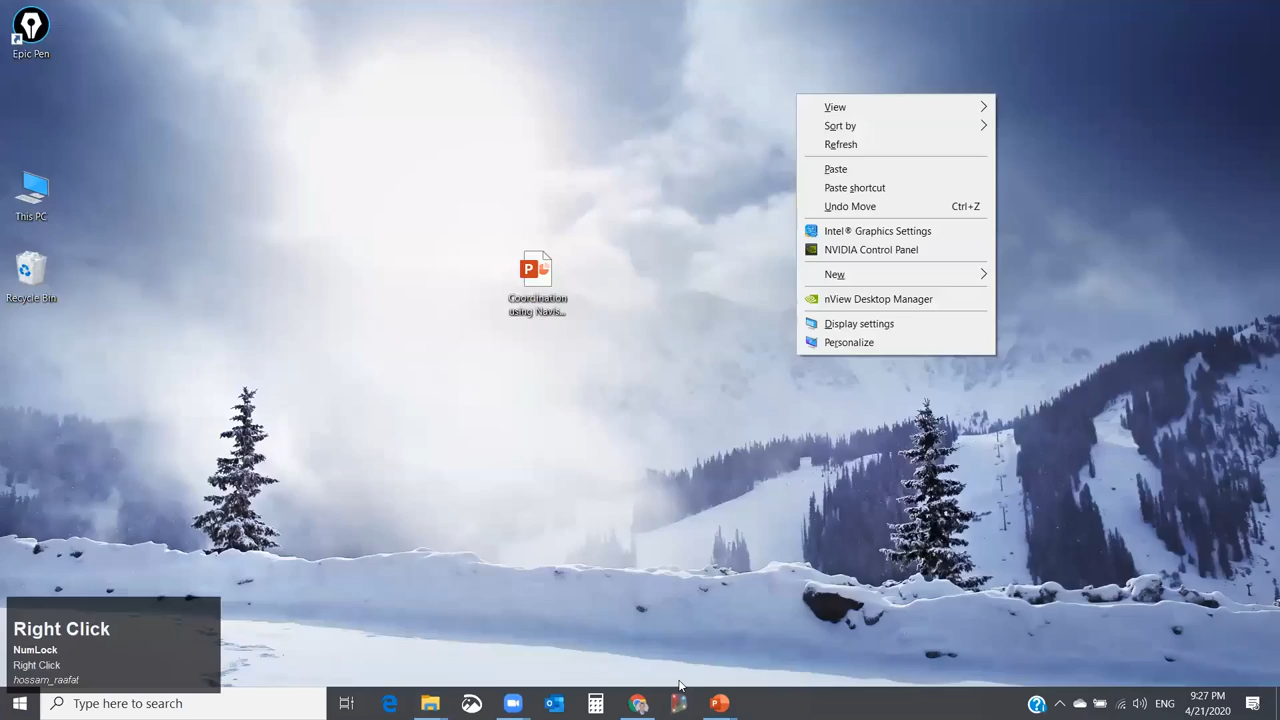 Epic Pen
This PC
Recycle Bin
Coordination
using Navis...
View
Sort by
Refresh
Paste
Paste shortcut
Undo Move Ctrl+Z
Intel® Graphics Settings
NVIDIA Control Panel
New
nView Desktop Manager
Display settings
Personalize
Right Click
NumLock
Right Click
hossam_raafat
Type here to search
ENG
9:27 PM
4/21/2020